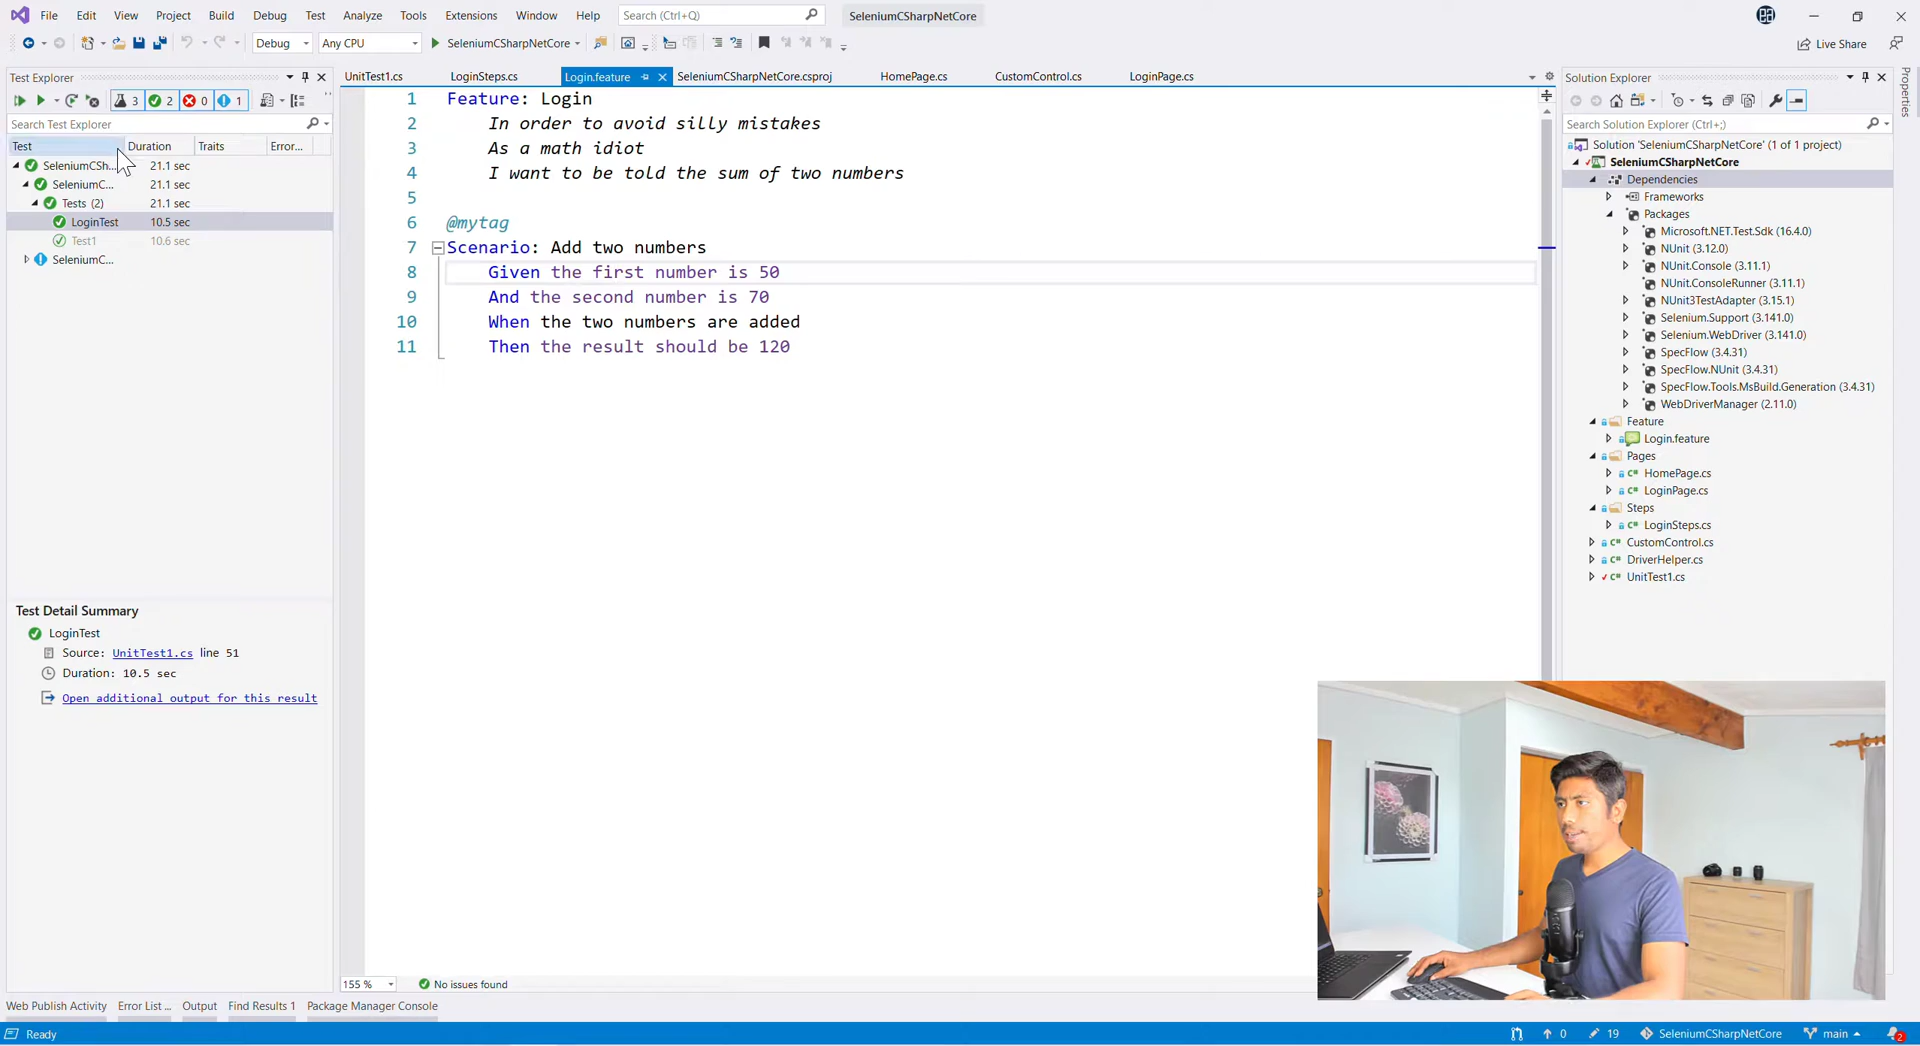 File Edit View Project Build Debug Test Analyze Tools Extensions Window Help Search (Ctrl+Q) SeleniumCSharpNetCore
Debug Any CPU SeleniumCSharpNetCore Live Share
Test Explorer
3 2 0 1
Search Test Explorer
Test Duration Traits Error...
SeleniumCSh... 21.1 sec
SeleniumC... 21.1 sec
Tests (2) 21.1 sec
LoginTest 10.5 sec
Test1 10.6 sec
SeleniumC...
Test Detail Summary
LoginTest
Source: UnitTest1.cs line 51
Duration: 10.5 sec
Open additional output for this result
UnitTest1.cs LoginSteps.cs Login.feature SeleniumCSharpNetCore.csproj HomePage.cs CustomControl.cs LoginPage.cs
1 Feature: Login
2 In order to avoid silly mistakes
3 As a math idiot
4 I want to be told the sum of two numbers
5
6 @mytag
7 Scenario: Add two numbers
8 Given the first number is 50
9 And the second number is 70
10 When the two numbers are added
11 Then the result should be 120
155 % No issues found
Solution Explorer
Search Solution Explorer (Ctrl+;)
Solution 'SeleniumCSharpNetCore' (1 of 1 project)
SeleniumCSharpNetCore
Dependencies
Frameworks
Packages
Microsoft.NET.Test.Sdk (16.4.0)
NUnit (3.12.0)
NUnit.Console (3.11.1)
NUnit.ConsoleRunner (3.11.1)
NUnit3TestAdapter (3.15.1)
Selenium.Support (3.141.0)
Selenium.WebDriver (3.141.0)
SpecFlow (3.4.31)
SpecFlow.NUnit (3.4.31)
SpecFlow.Tools.MsBuild.Generation (3.4.31)
WebDriverManager (2.11.0)
Feature
Login.feature
Pages
HomePage.cs
LoginPage.cs
Steps
LoginSteps.cs
CustomControl.cs
DriverHelper.cs
UnitTest1.cs
Properties
Web Publish Activity Error List ... Output Find Results 1 Package Manager Console
Ready 0 19 SeleniumCSharpNetCore main 2